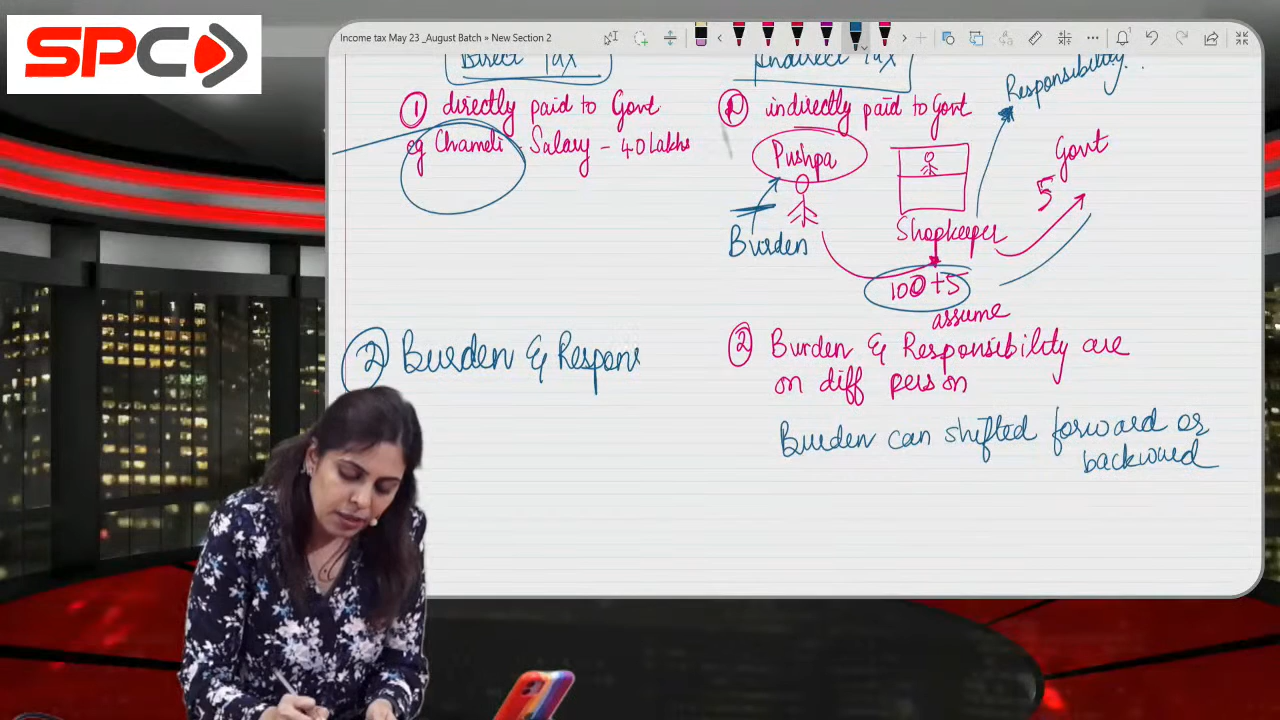 SPC
Income tax May 23 _August Batch » New Section 2
Direct Tax
① directly paid to Govt
eg Chameli - Salary - 40 Lakhs
② Burden & Respons
Indirect Tax
① indirectly paid to Govt
Pushpa
Burden
Shopkeeper
100+5
assume
Responsibility..
Govt
5
② Burden & Responsibility are
on diff person
Burden can shifted forward or
backward